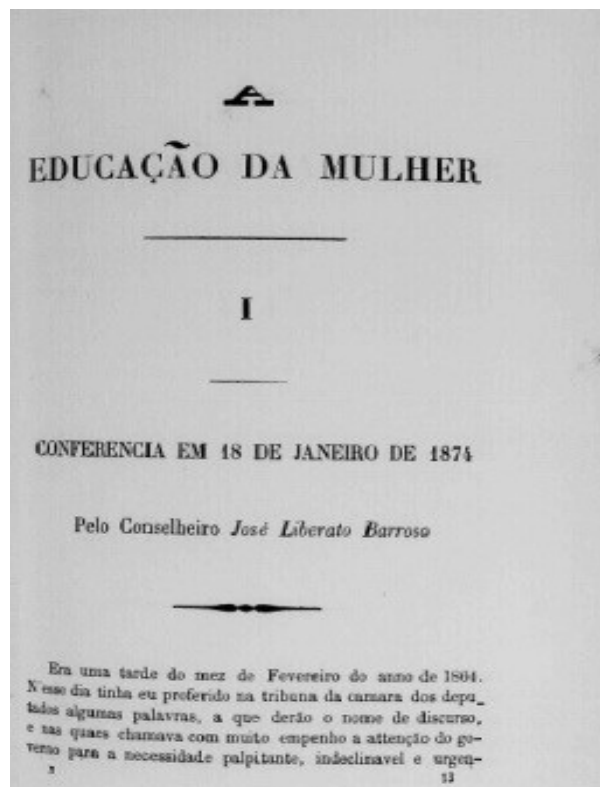 A
EDUCAÇÃO DA MULHER
I
CONFERENCIA EM 18 DE JANEIRO DE 1874
Pelo Conselheiro José Liberato Barroso
Era uma tarde do mez de Fevereiro do anno de 1864.
N'esse dia tinha eu proferido na tribuna da camara dos depu_
tados algumas palavras, a que derão o nome de discurso,
e nas quaes chamava com muito empenho a attenção do go-
verno para a necessidade palpitante, indeclinavel e urgen-
13